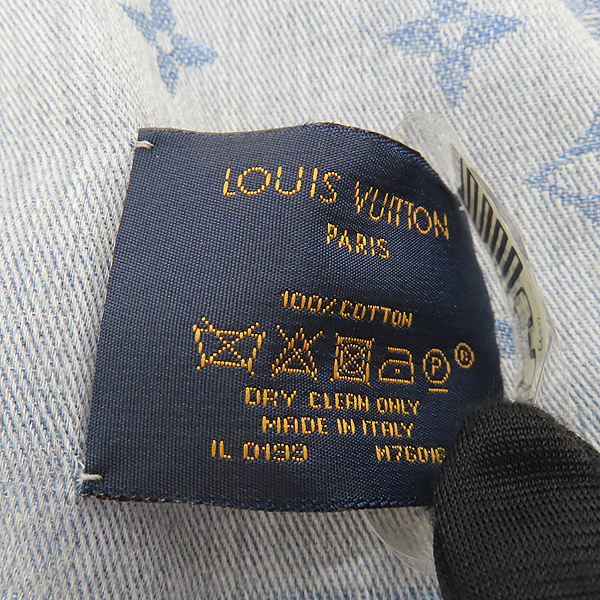 LOUIS VUITTON
PARIS
100% COTTON
P ®
DRY CLEAN ONLY
MADE IN ITALY
IL 0199